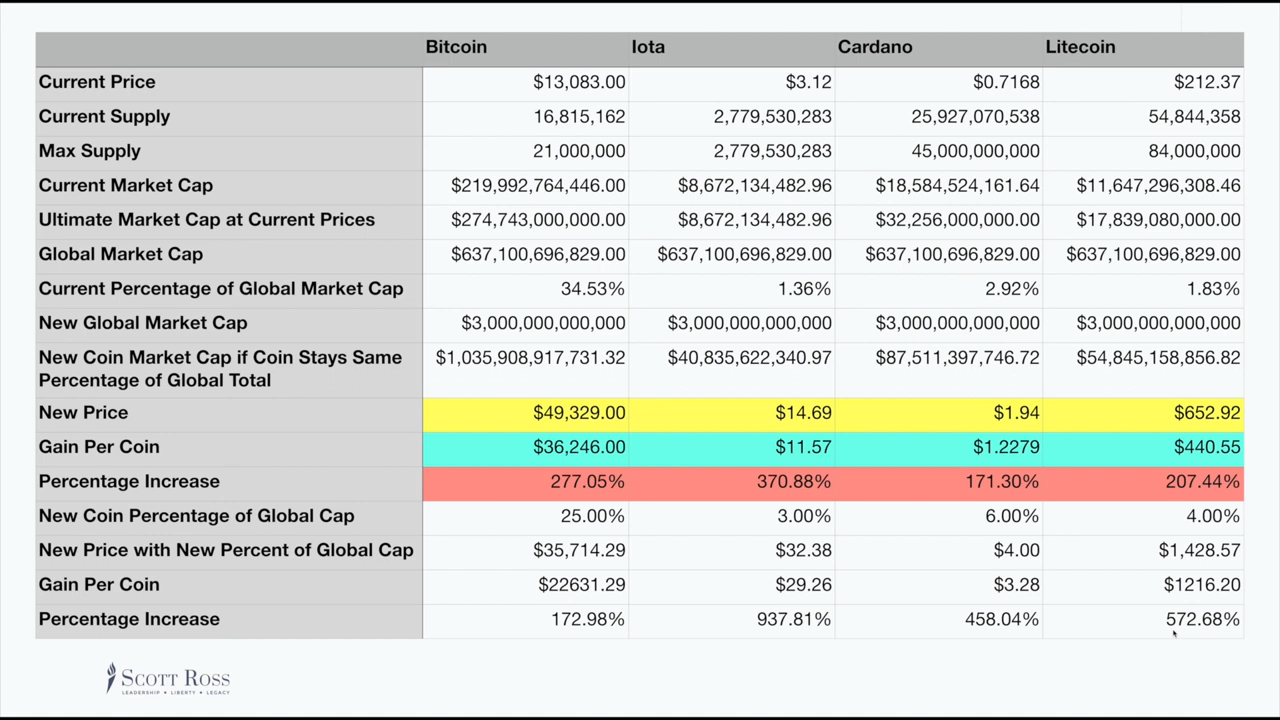 Bitcoin Iota Cardano Litecoin
Current Price $13,083.00 $3.12 $0.7168 $212.37
Current Supply 16,815,162 2,779,530,283 25,927,070,538 54,844,358
Max Supply 21,000,000 2,779,530,283 45,000,000,000 84,000,000
Current Market Cap $219,992,764,446.00 $8,672,134,482.96 $18,584,524,161.64 $11,647,296,308.46
Ultimate Market Cap at Current Prices $274,743,000,000.00 $8,672,134,482.96 $32,256,000,000.00 $17,839,080,000.00
Global Market Cap $637,100,696,829.00 $637,100,696,829.00 $637,100,696,829.00 $637,100,696,829.00
Current Percentage of Global Market Cap 34.53% 1.36% 2.92% 1.83%
New Global Market Cap $3,000,000,000,000 $3,000,000,000,000 $3,000,000,000,000 $3,000,000,000,000
New Coin Market Cap if Coin Stays Same $1,035,908,917,731.32 $40,835,622,340.97 $87,511,397,746.72 $54,845,158,856.82
Percentage of Global Total
New Price $49,329.00 $14.69 $1.94 $652.92
Gain Per Coin $36,246.00 $11.57 $1.2279 $440.55
Percentage Increase 277.05% 370.88% 171.30% 207.44%
New Coin Percentage of Global Cap 25.00% 3.00% 6.00% 4.00%
New Price with New Percent of Global Cap $35,714.29 $32.38 $4.00 $1,428.57
Gain Per Coin $22631.29 $29.26 $3.28 $1216.20
Percentage Increase 172.98% 937.81% 458.04% 572.68%
SCOTT ROSS
LEADERSHIP • LIBERTY • LEGACY